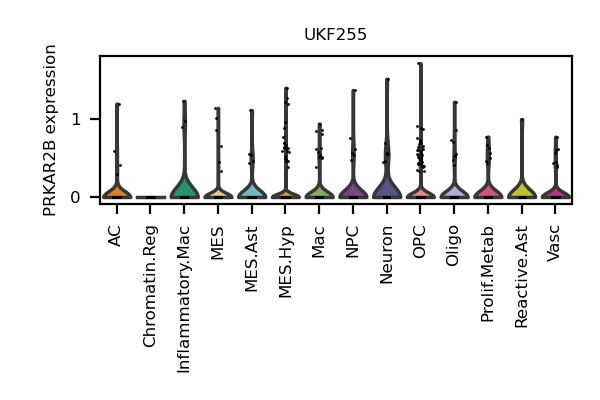 UKF255
PRKAR2B expression
1
0
AC
Chromatin.Reg
Inflammatory.Mac
MES
MES.Ast
MES.Hyp
Mac
NPC
Neuron
OPC
Oligo
Prolif.Metab
Reactive.Ast
Vasc